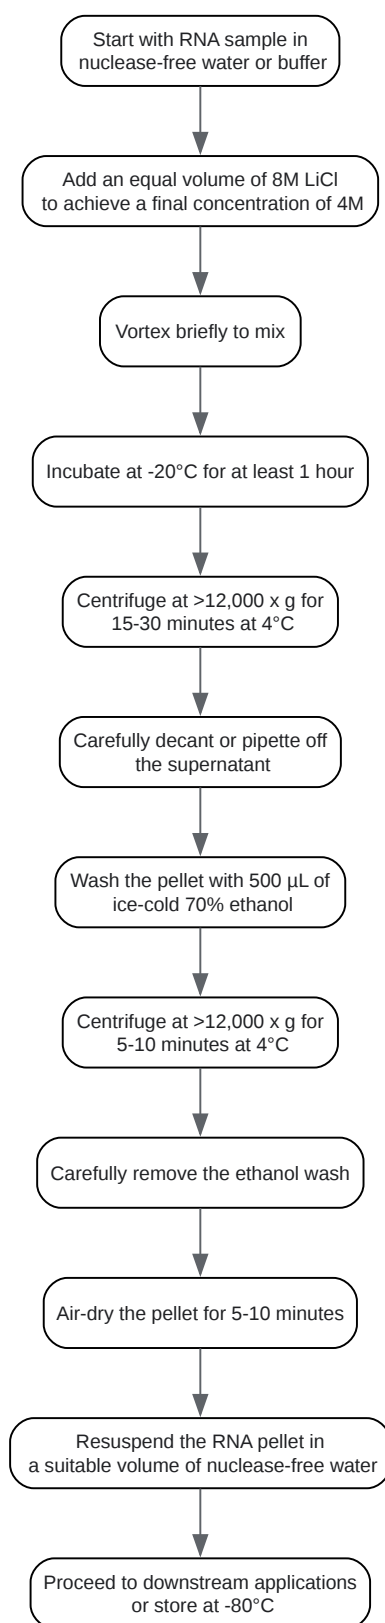 Start with RNA sample in
nuclease-free water or buffer
Add an equal volume of 8M LiCl
to achieve a final concentration of 4M
Vortex briefly to mix
Incubate at -20°C for at least 1 hour
Centrifuge at >12,000 x g for
15-30 minutes at 4°C
Carefully decant or pipette off
the supernatant
Wash the pellet with 500 µL of
ice-cold 70% ethanol
Centrifuge at >12,000 x g for
5-10 minutes at 4°C
Carefully remove the ethanol wash
Air-dry the pellet for 5-10 minutes
Resuspend the RNA pellet in
a suitable volume of nuclease-free water
Proceed to downstream applications
or store at -80°C